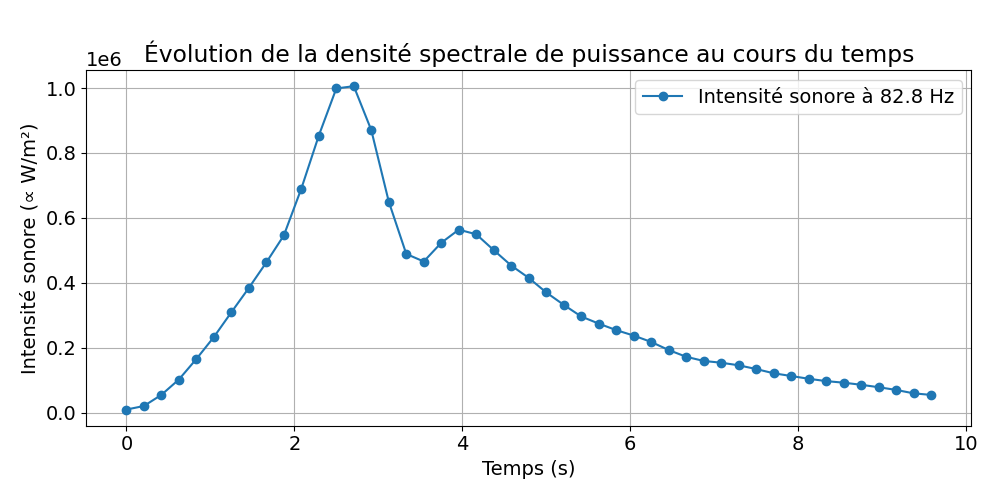 Évolution de la densité spectrale de puissance au cours du temps
1e6
Intensité sonore à 82.8 Hz
1.0
0.8
0.6
0.4
0.2
0.0
Intensité sonore (∝ W/m²)
0 2 4 6 8 10
Temps (s)